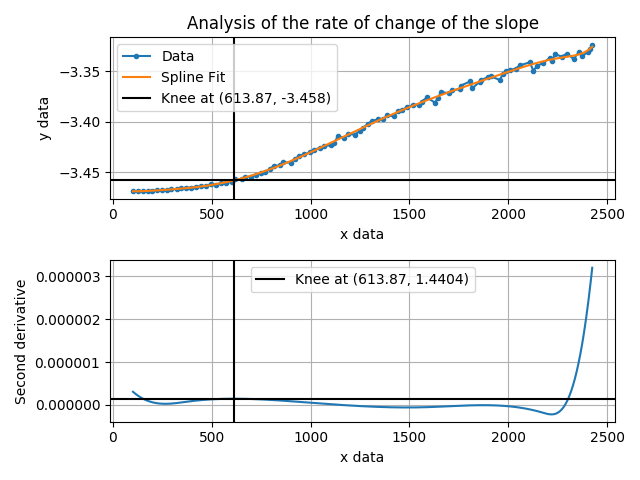 Analysis of the rate of change of the slope
Data
Spline Fit
Knee at (613.87, -3.458)
y data
−3.35
−3.40
−3.45
0 500 1000 1500 2000 2500
x data
Knee at (613.87, 1.4404)
Second derivative
0.000003
0.000002
0.000001
0.000000
0 500 1000 1500 2000 2500
x data